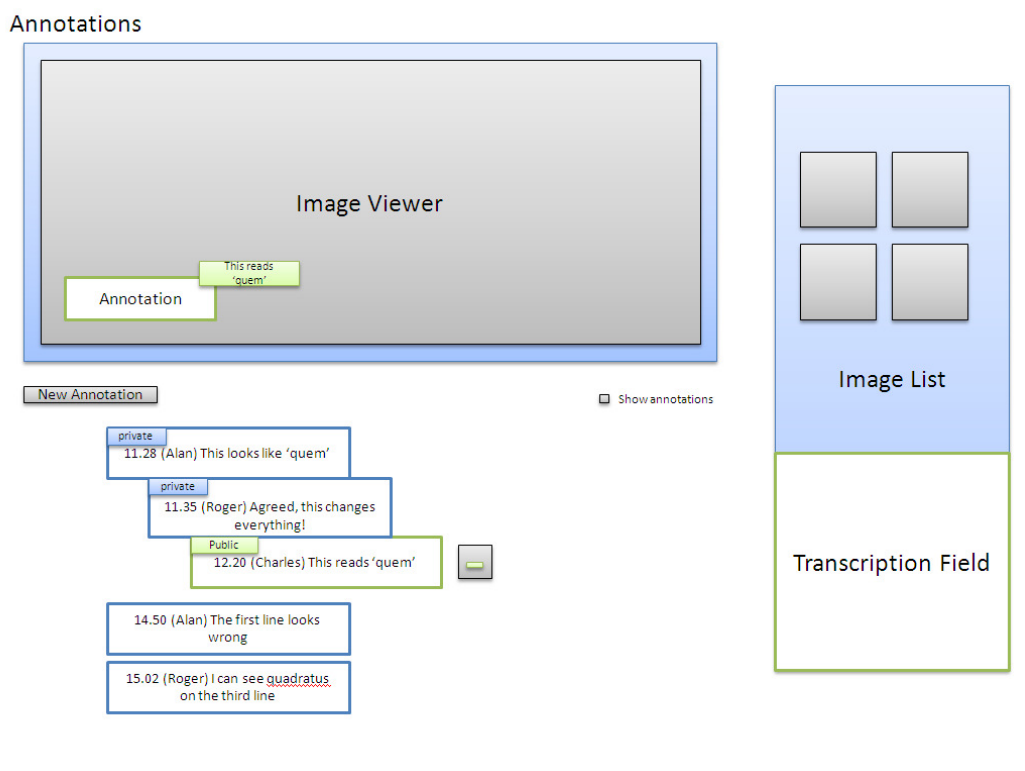 Annotations
Image Viewer
This reads
‘quem’
Annotation
New Annotation
Show annotations
private
11.28 (Alan) This looks like ‘quem’
private
11.35 (Roger) Agreed, this changes
everything!
Public
12.20 (Charles) This reads ‘quem’
14.50 (Alan) The first line looks
wrong
15.02 (Roger) I can see quadratus
on the third line
Image List
Transcription Field